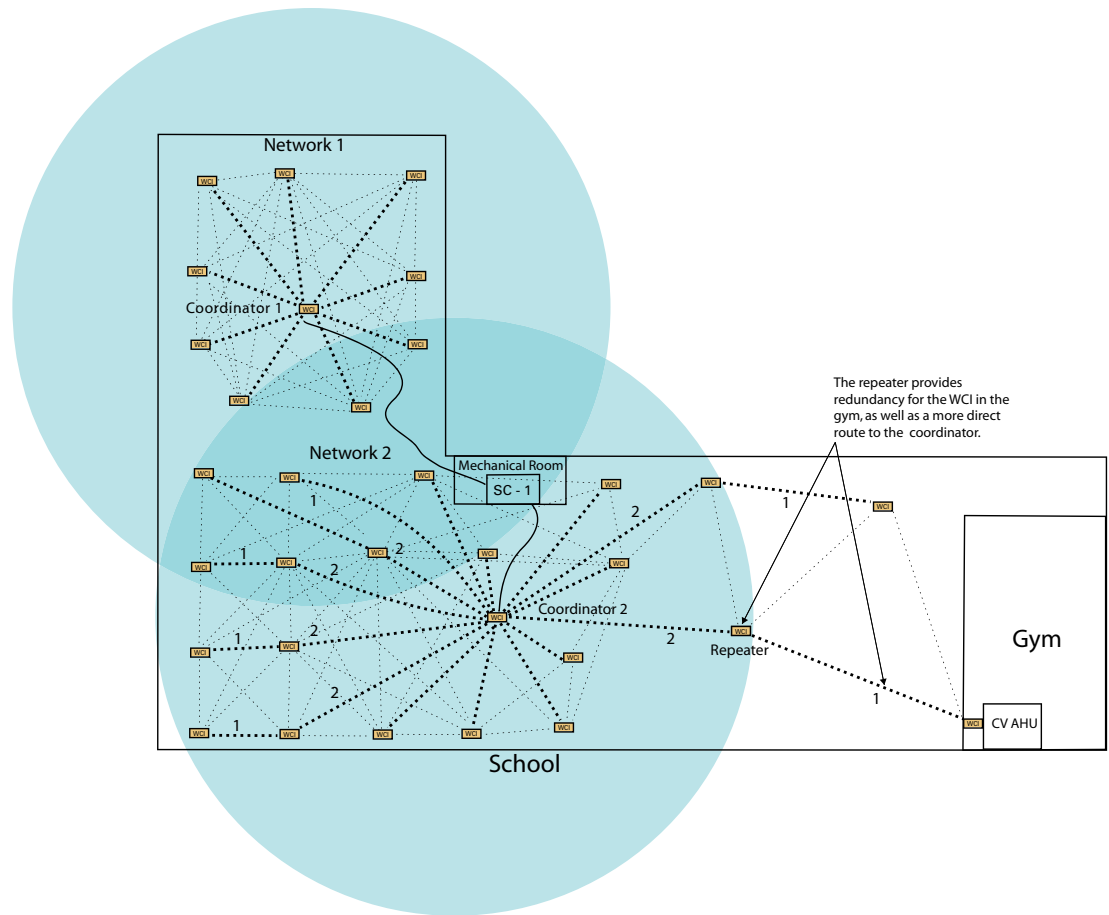 Network 1
WCI
WCI
WCI
WCI
WCI
Coordinator 1
WCI
WCI
WCI
WCI
WCI
The repeater provides
redundancy for the WCI in the
gym, as well as a more direct
route to the coordinator.
Network 2
Mechanical Room
SC - 1
WCI
WCI
WCI
WCI
WCI
1
2
1
WCI
WCI
WCI
WCI
WCI
WCI
1
2
2
Coordinator 2
WCI
WCI
Repeater
2
1
2
WCI
WCI
WCI
Gym
2
1
1
WCI
CV AHU
WCI
WCI
WCI
WCI
WCI
School